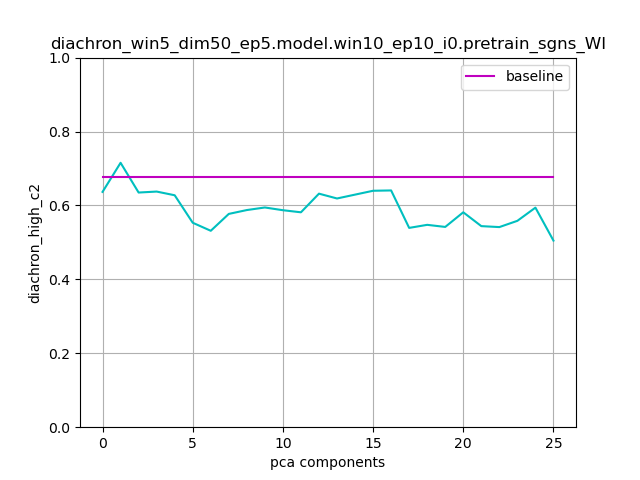 diachron_win5_dim50_ep5.model.win10_ep10_i0.pretrain_sgns_WI
baseline
diachron_high_c2
1.0
0.8
0.6
0.4
0.2
0.0
0 5 10 15 20 25
pca components